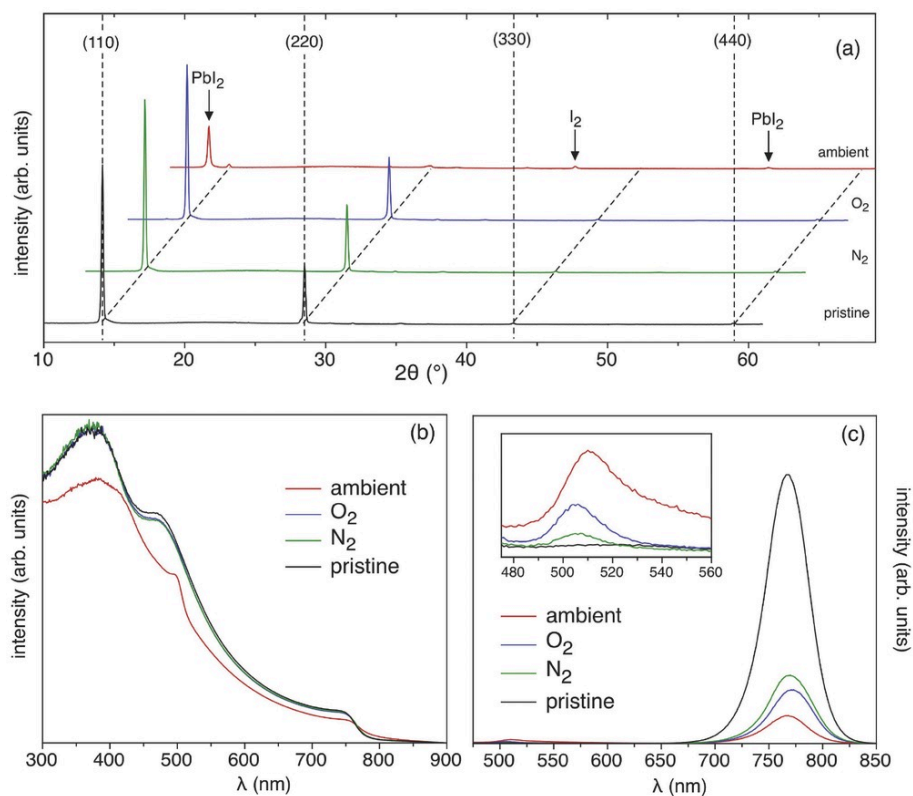 (110) (220) (330) (440) (a)
PbI2 I2 PbI2
ambient
O2
N2
pristine
intensity (arb. units)
10 20 30 40 50 60
2θ (°)
(b)
ambient
O2
N2
pristine
intensity (arb. units)
300 400 500 600 700 800 900
λ (nm)
(c)
480 500 520 540 560
ambient
O2
N2
pristine
intensity (arb. units)
500 550 600 650 700 750 800 850
λ (nm)